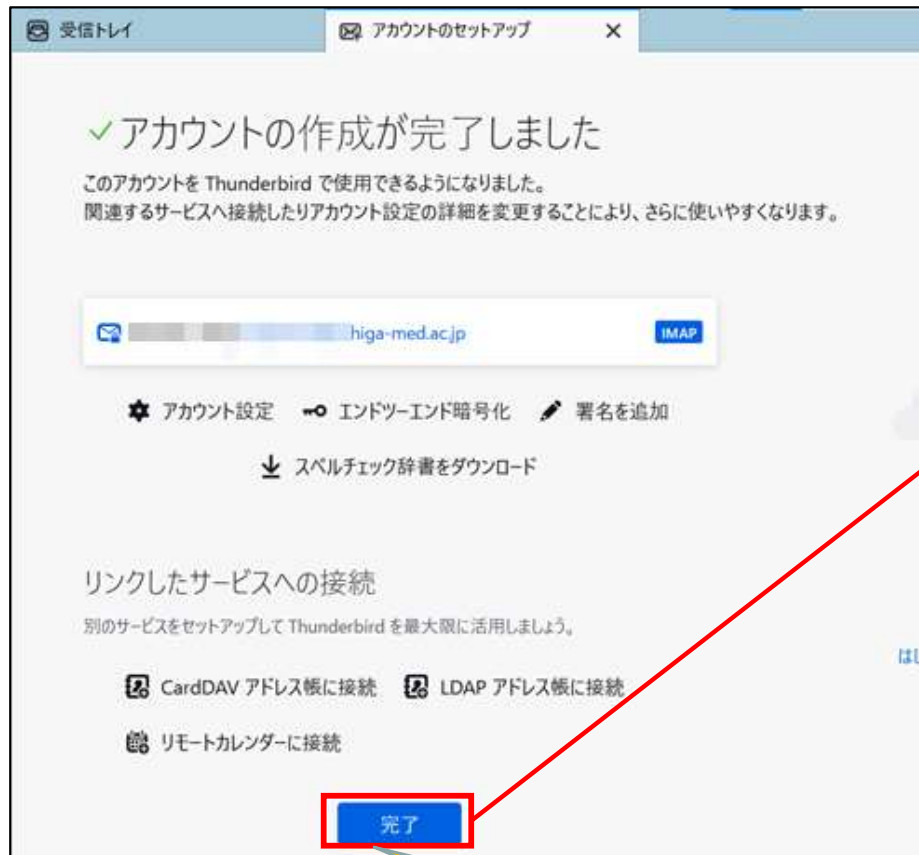 受信トレイ
アカウントのセットアップ
アカウントの作成が完了しました
このアカウントを Thunderbird で使用できるようになりました。
関連するサービスへ接続したりアカウント設定の詳細を変更することにより、さらに使いやすくなります。
higa-med.ac.jp
IMAP
アカウント設定 エンドツーエンド暗号化 署名を追加
スペルチェック辞書をダウンロード
リンクしたサービスへの接続
別のサービスをセットアップして Thunderbird を最大限に活用しましょう。
はじ
CardDAV アドレス帳に接続 LDAP アドレス帳に接続
リモートカレンダーに接続
完了